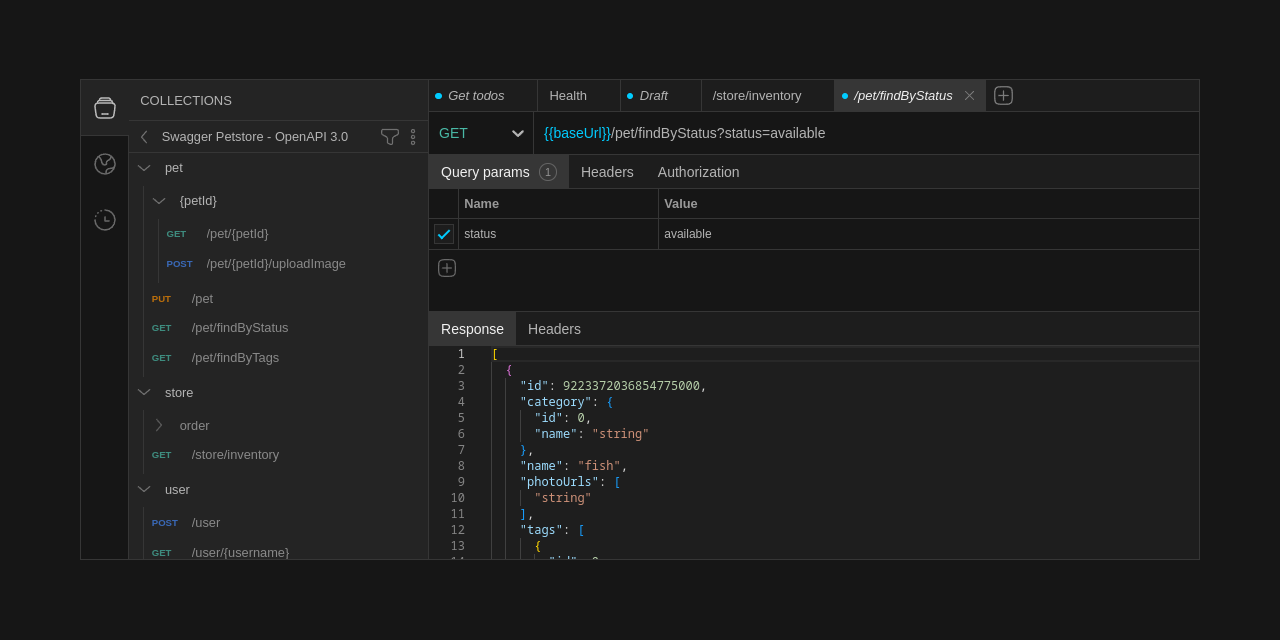 COLLECTIONS
Swagger Petstore - OpenAPI 3.0
pet
{petId}
GET /pet/{petId}
POST /pet/{petId}/uploadImage
PUT /pet
GET /pet/findByStatus
GET /pet/findByTags
store
order
GET /store/inventory
user
POST /user
GET /user/{username}
Get todos Health Draft /store/inventory /pet/findByStatus
GET {{baseUrl}}/pet/findByStatus?status=available
Query params 1 Headers Authorization
Name Value
status available
Response Headers
1 [
2 {
3 "id": 9223372036854775000,
4 "category": {
5 "id": 0,
6 "name": "string"
7 },
8 "name": "fish",
9 "photoUrls": [
10 "string"
11 ],
12 "tags": [
13 {
14 "id": 0,